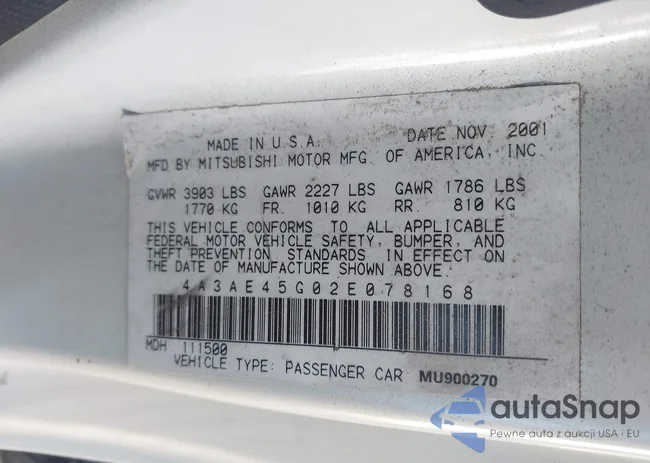 MADE IN U.S.A. DATE NOV. 2001
MFD BY MITSUBISHI MOTOR MFG. OF AMERICA, INC.
GVWR 3903 LBS GAWR 2227 LBS GAWR 1786 LBS
1770 KG FR. 1010 KG RR. 810 KG
THIS VEHICLE CONFORMS TO ALL APPLICABLE
FEDERAL MOTOR VEHICLE SAFETY, BUMPER, AND
THEFT PREVENTION STANDARDS IN EFFECT ON
THE DATE OF MANUFACTURE SHOWN ABOVE.
4A3AE45G02E078168
MDH 111500
VEHICLE TYPE: PASSENGER CAR MU900270
autaSnap
Pewne auta z aukcji USA i EU